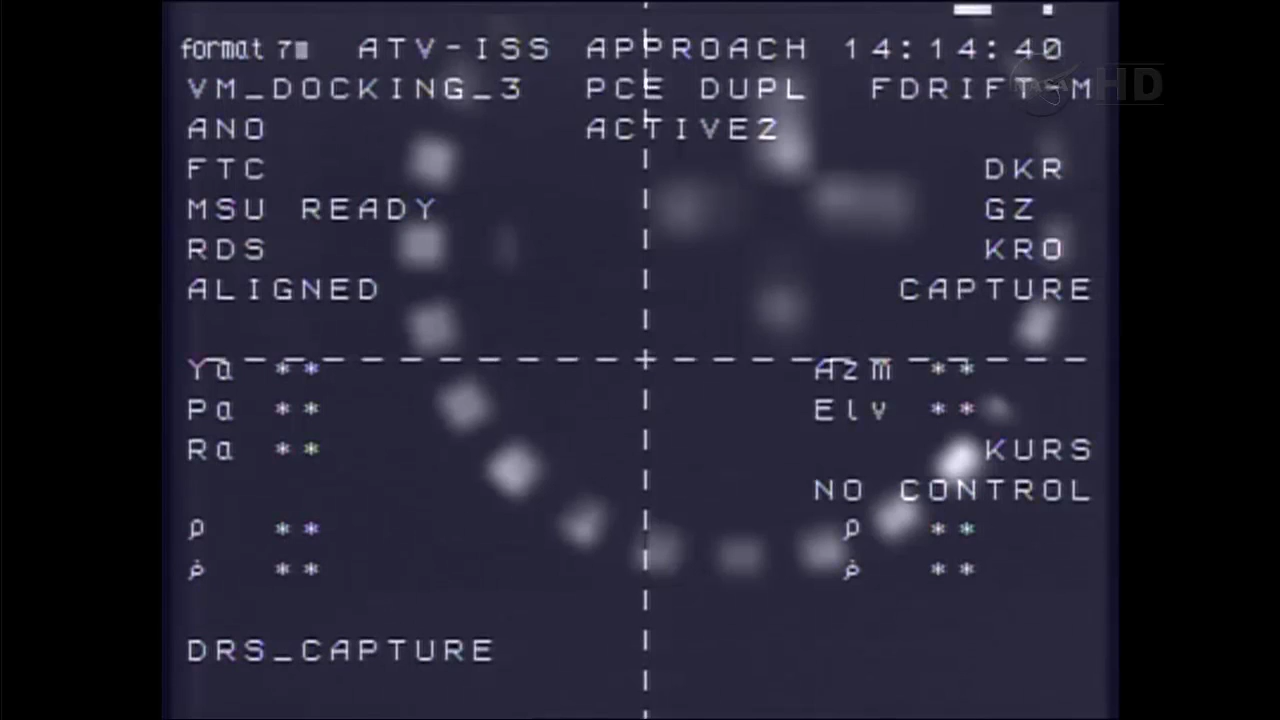 format 7 ATV-ISS APPROACH 14:14:40
VM_DOCKING_3 PCE DUPL FDRIFT M
NASA HD
ANO ACTIVE2
FTC DKR
MSU READY GZ
RDS KRO
ALIGNED CAPTURE
Ya ** Azm **
Pa ** Elv **
Ra ** KURS
NO CONTROL
ρ ** ρ **
ρ̇ ** ρ̇ **
DRS_CAPTURE